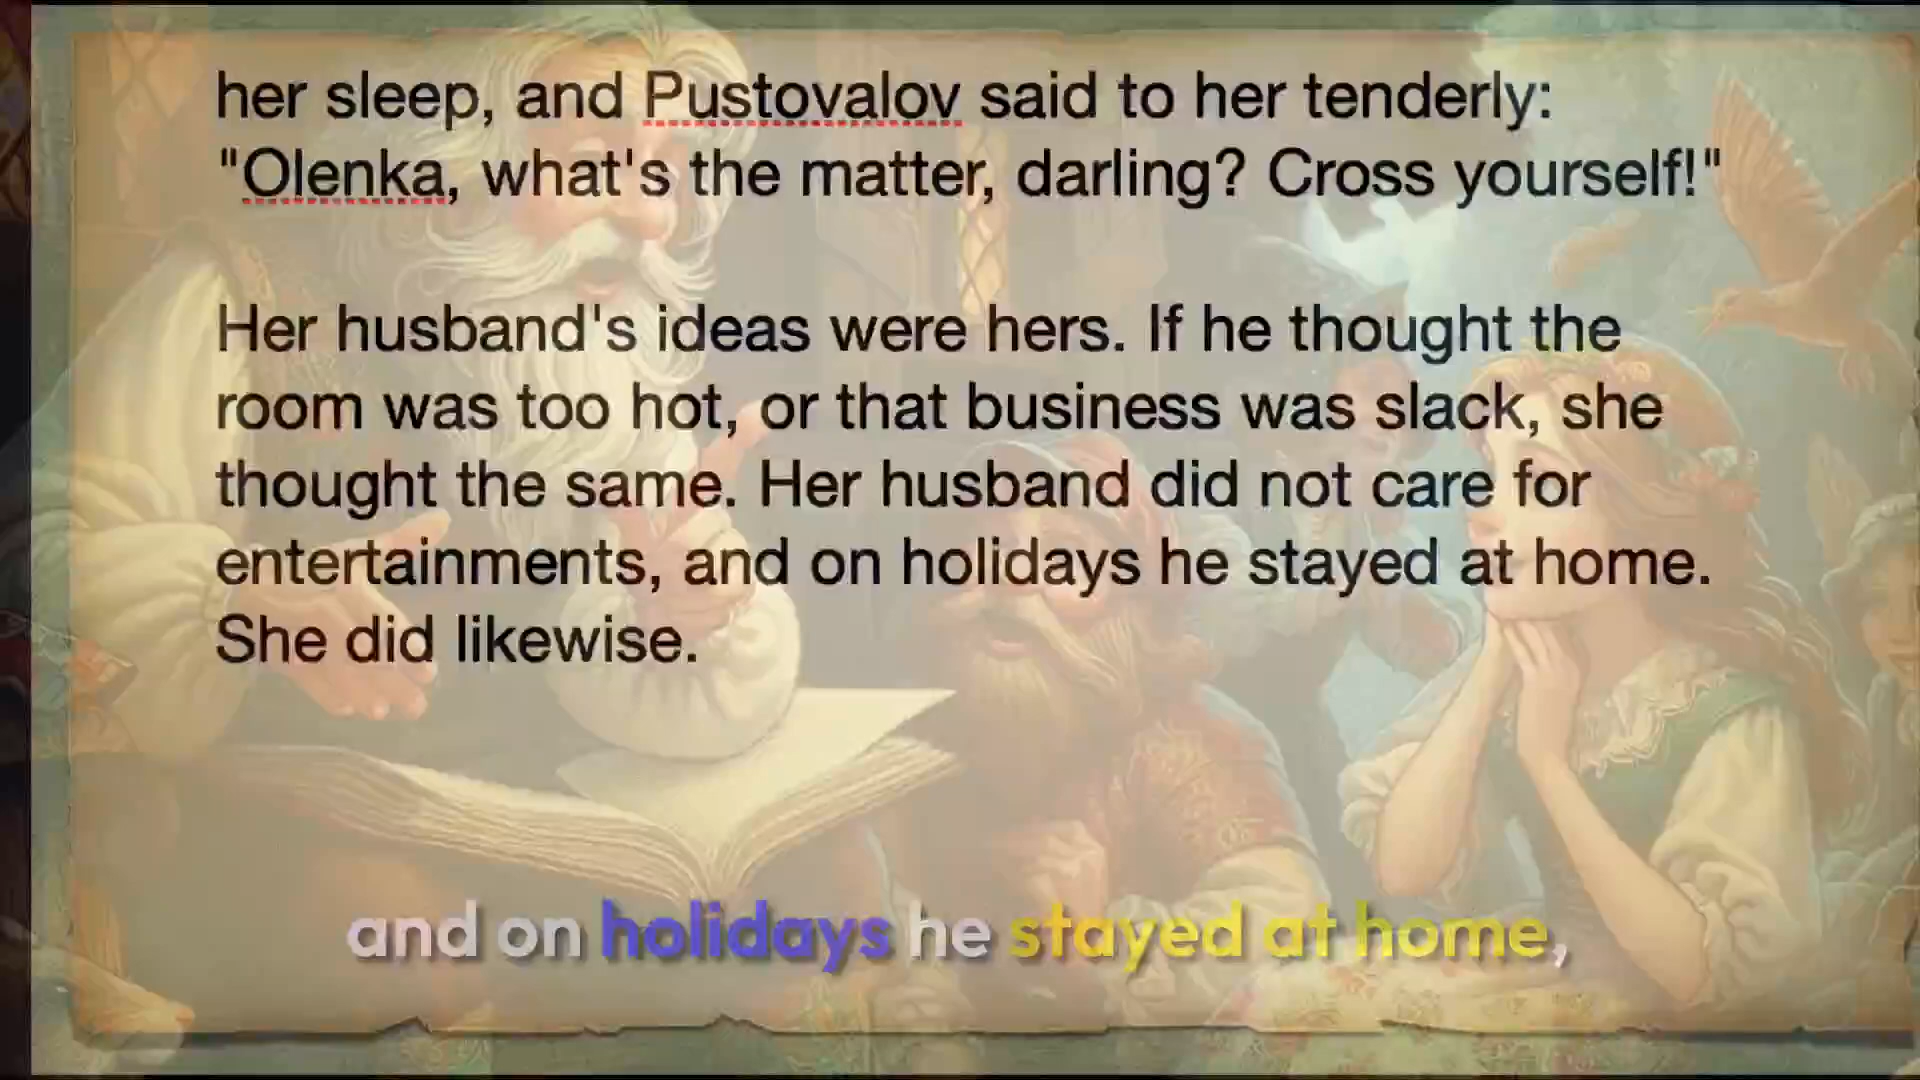 her sleep, and Pustovalov said to her tenderly:
"Olenka, what's the matter, darling? Cross yourself!"
Her husband's ideas were hers. If he thought the
room was too hot, or that business was slack, she
thought the same. Her husband did not care for
entertainments, and on holidays he stayed at home.
She did likewise.
and on holidays he stayed at home,